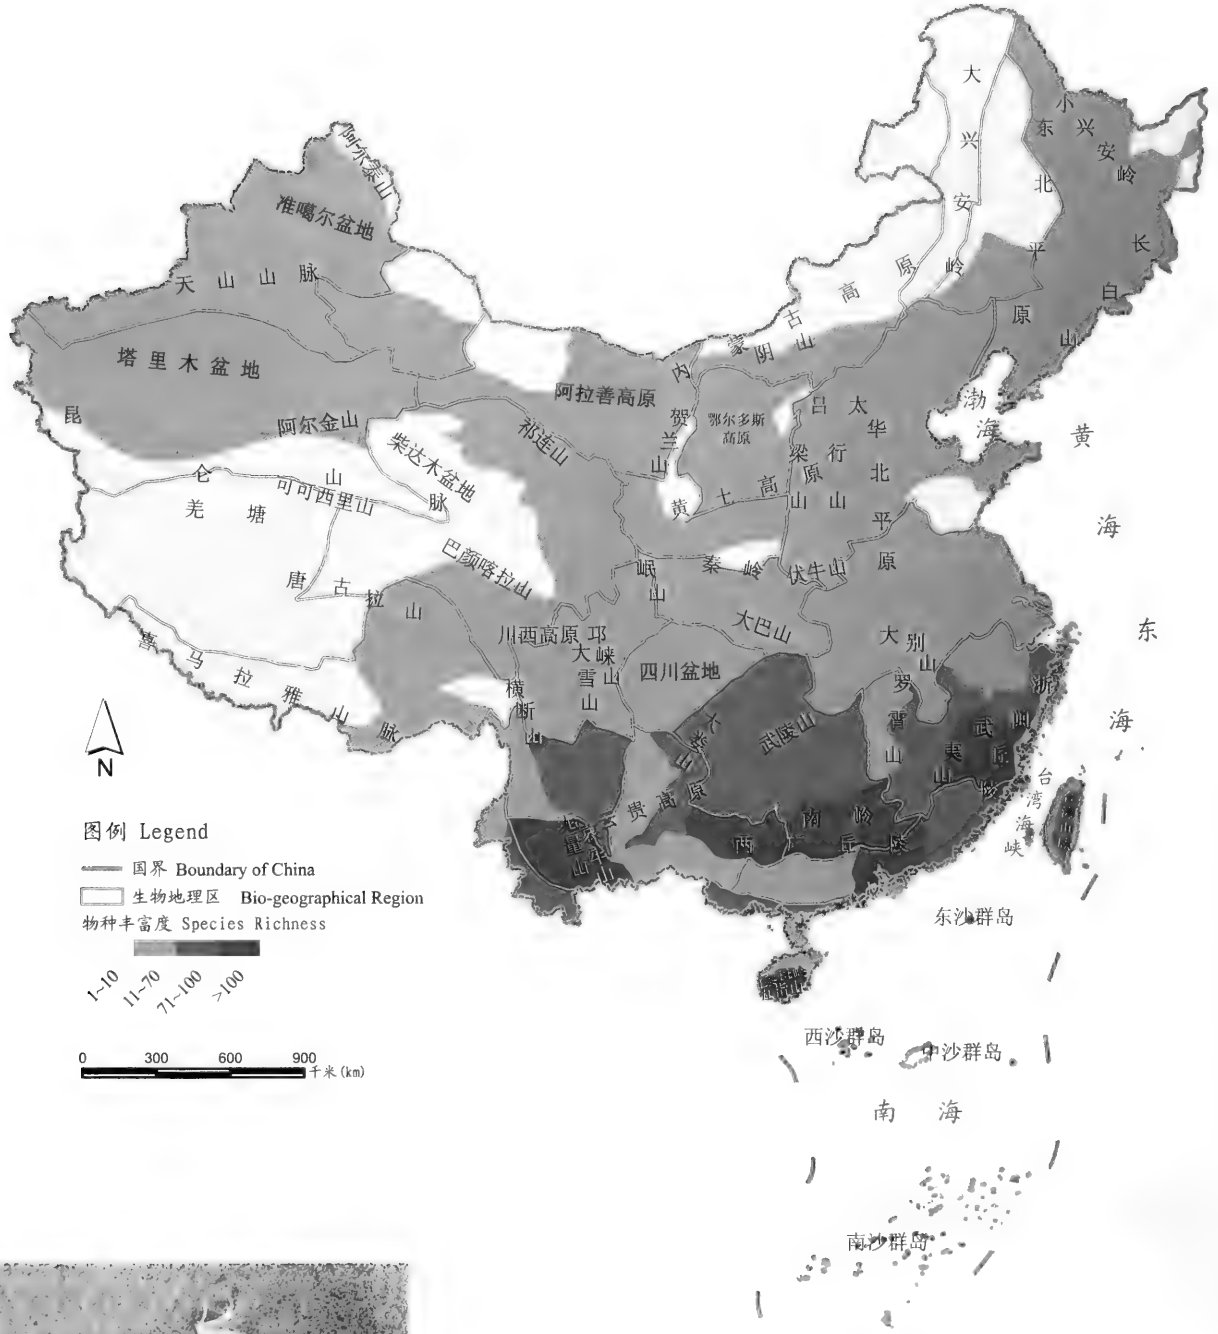 大兴安岭
小兴安岭
东北平原
长白山
阿尔泰山
准噶尔盆地
天山山脉
塔里木盆地
昆仑山脉
阿尔金山
柴达木盆地
祁连山
阿拉善高原
内蒙古高原
阴山
贺兰山
鄂尔多斯
高原
吕梁山
太行山
华北平原
渤海
黄海
羌塘
可可西里山
巴颜喀拉山
唐古拉山
喜马拉雅山脉
黄土高原
秦岭
伏牛山
岷山
大巴山
川西高原
邛崃山
大雪山
四川盆地
横断山
大别山
罗霄山
武陵山
大娄山
武夷山
浙闽丘陵
南岭
贵高原
无量山
两广丘陵
东海
台湾海峡
东沙群岛
西沙群岛
中沙群岛
南海
南沙群岛
N
图例 Legend
国界 Boundary of China
生物地理区 Bio-geographical Region
物种丰富度 Species Richness
1~10 11~70 71~100 >100
0 300 600 900
千米(km)